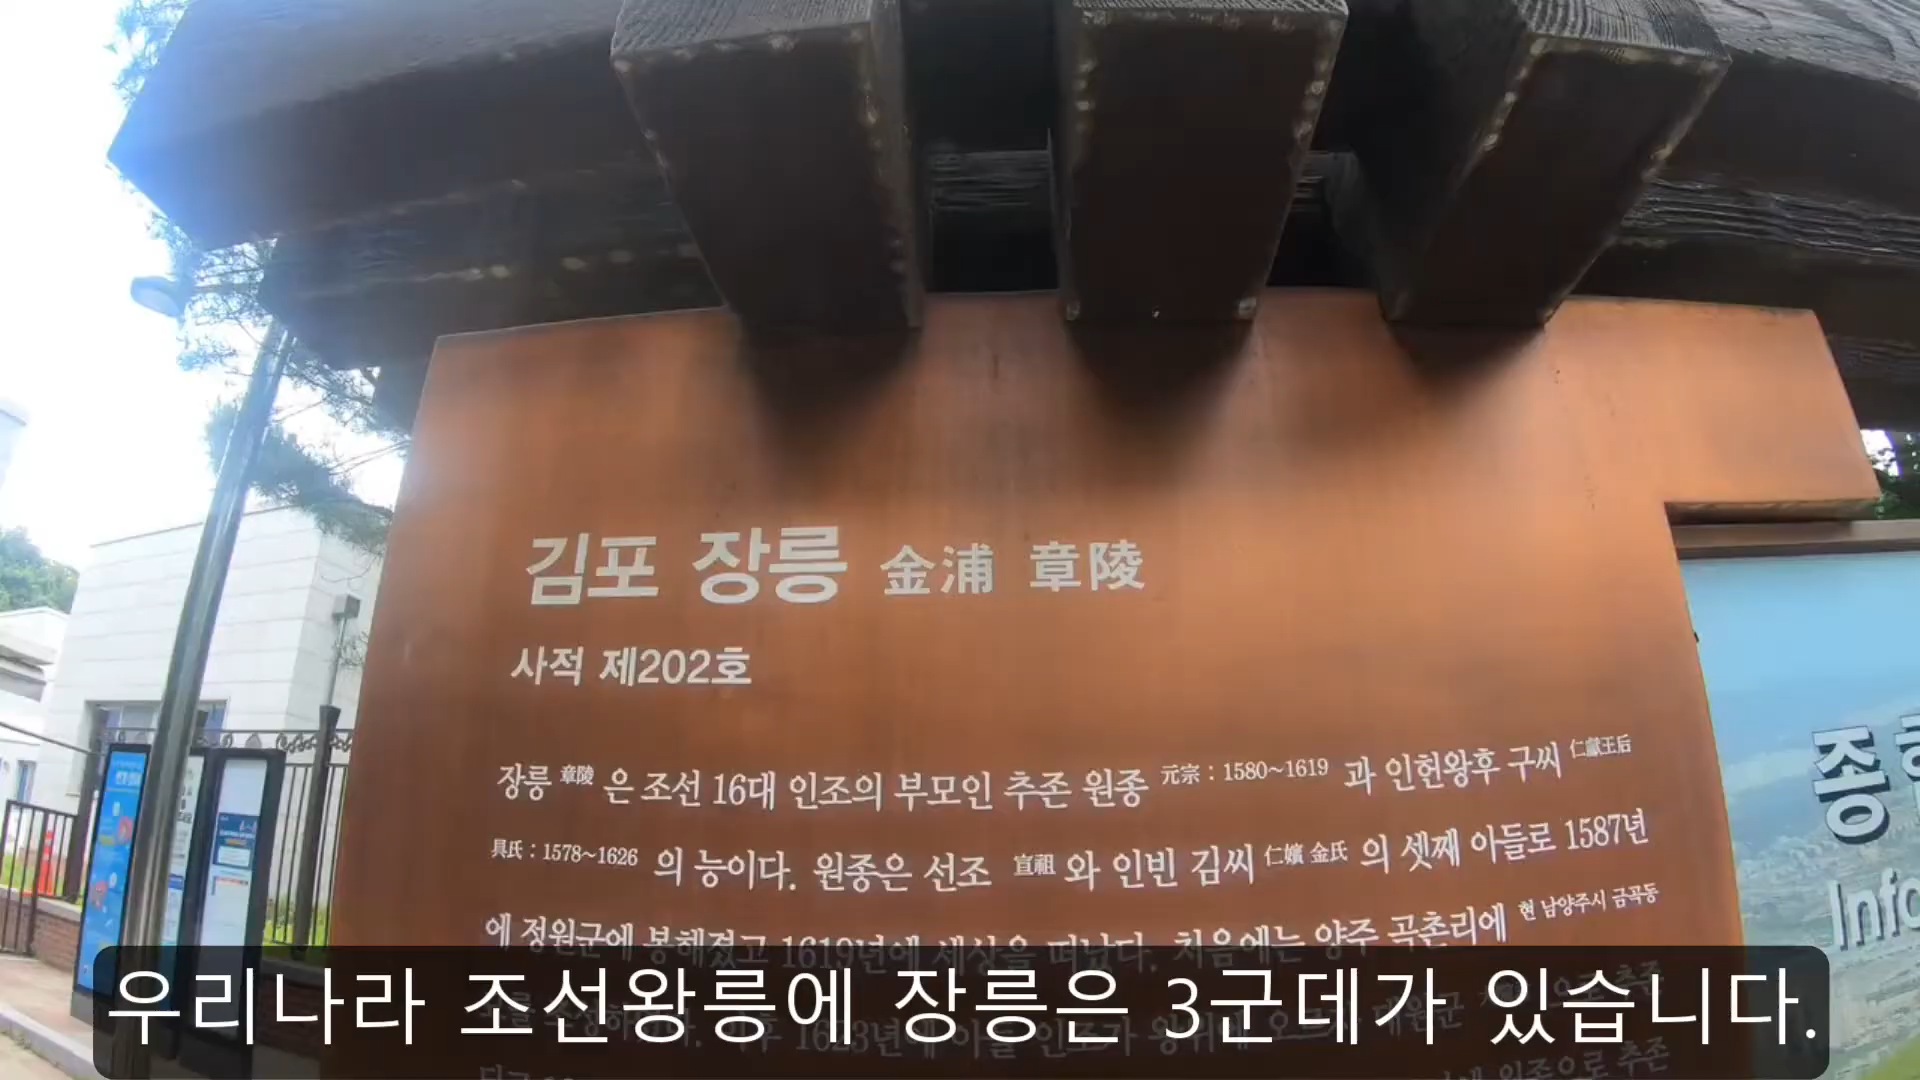 김포 장릉 金浦 章陵
사적 제202호
장릉 章陵 은 조선 16대 인조의 부모인 추존 원종 元宗 : 1580~1619 과 인헌왕후 구씨 仁獻王后
具氏 : 1578~1626 의 능이다. 원종은 선조 宣祖 와 인빈 김씨 仁嬪 金氏 의 셋째 아들로 1587년
에 정원군에 봉해졌고 1619년에 세상을 떠났다. 처음에는 양주 곡촌리에 현 남양주시 금곡동
우리나라 조선왕릉에 장릉은 3군데가 있습니다.
종
Info